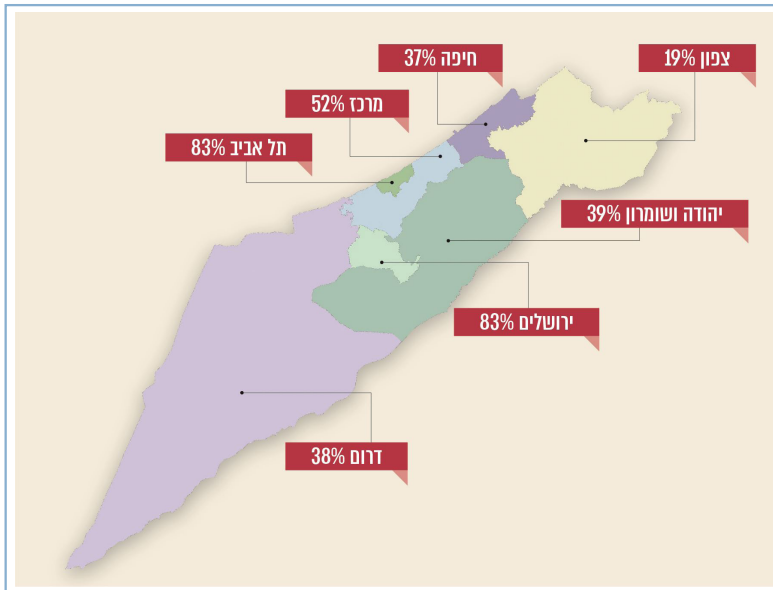 צפון 19%
חיפה 37%
מרכז 52%
תל אביב 83%
יהודה ושומרון 39%
ירושלים 83%
דרום 38%